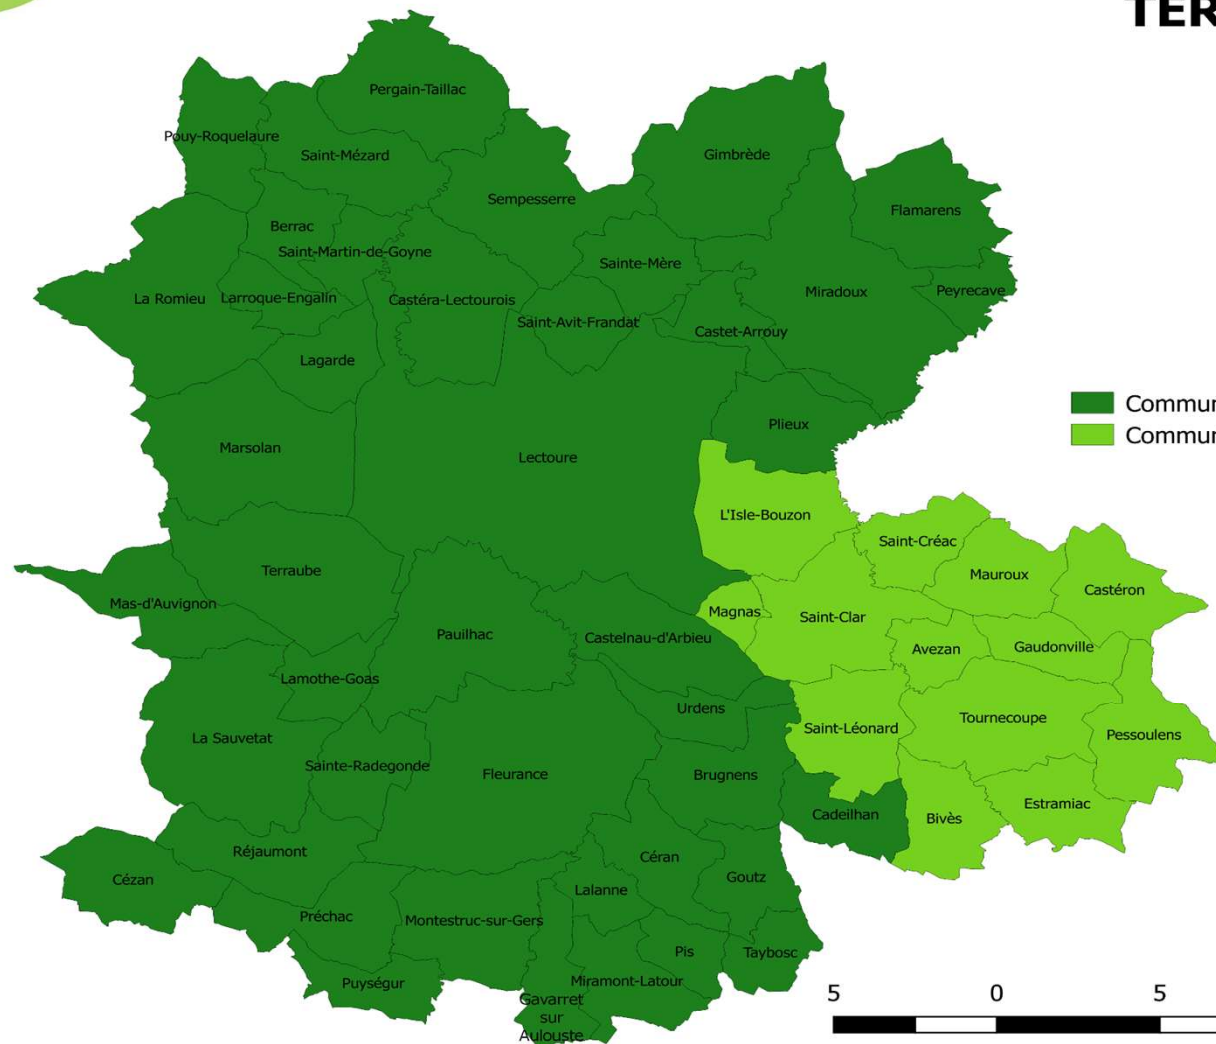 TER
Pergain-Taillac
Pouy-Roquelaure
Saint-Mézard
Gimbrède
Sempesserre
Flamarens
Berrac
Saint-Martin-de-Goyne
Sainte-Mère
La Romieu
Larroque-Engalin
Castéra-Lectourois
Miradoux
Peyrecave
Saint-Avit-Frandat
Castet-Arrouy
Lagarde
Commun
Commun
Plieux
Marsolan
Lectoure
L'Isle-Bouzon
Saint-Créac
Mauroux
Terraube
Castéron
Mas-d'Auvignon
Magnas
Saint-Clar
Pauilhac
Castelnau-d'Arbieu
Avezan
Gaudonville
Lamothe-Goas
Urdens
Tournecoupe
Saint-Léonard
La Sauvetat
Pessoulens
Sainte-Radegonde
Fleurance
Brugnens
Estramiac
Cadeilhan
Bivès
Réjaumont
Céran
Cézan
Goutz
Lalanne
Préchac
Montestruc-sur-Gers
Pis
Taybosc
Puységur
Miramont-Latour
Gavarret
sur
Aulouste
5 0 5